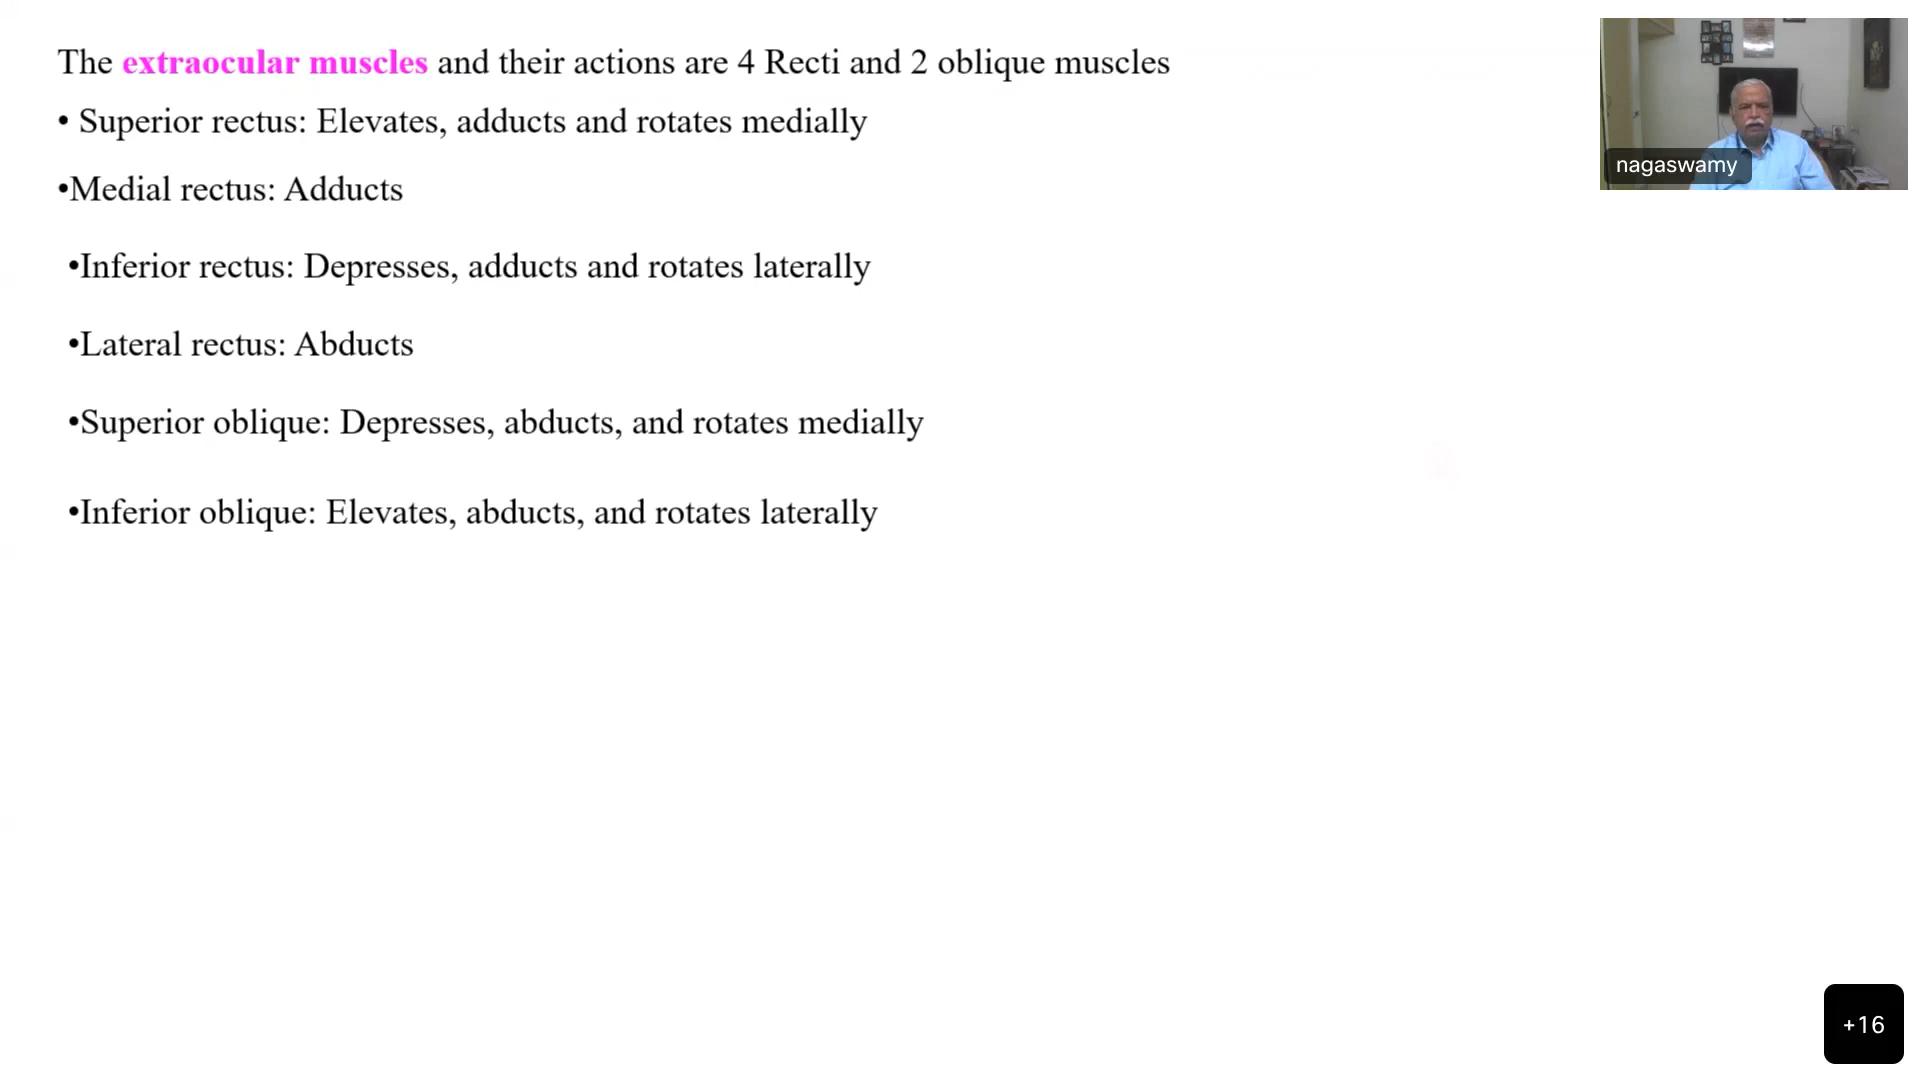 The extraocular muscles and their actions are 4 Recti and 2 oblique muscles
• Superior rectus: Elevates, adducts and rotates medially
•Medial rectus: Adducts
•Inferior rectus: Depresses, adducts and rotates laterally
•Lateral rectus: Abducts
•Superior oblique: Depresses, abducts, and rotates medially
•Inferior oblique: Elevates, abducts, and rotates laterally
nagaswamy
+16